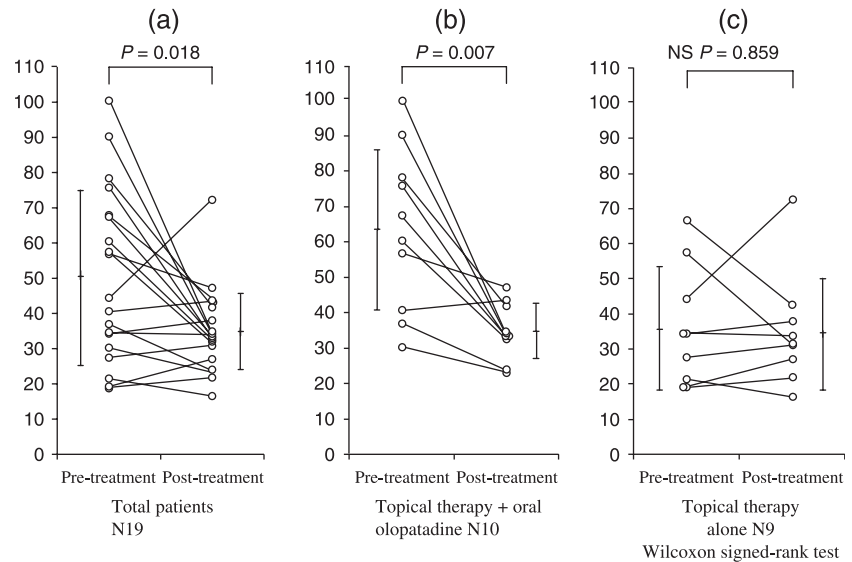 (a)
P = 0.018
110
100
90
80
70
60
50
40
30
20
10
0
Pre-treatment Post-treatment
Total patients
N19
(b)
P = 0.007
110
100
90
80
70
60
50
40
30
20
10
0
Pre-treatment Post-treatment
Topical therapy + oral
olopatadine N10
(c)
NS P = 0.859
110
100
90
80
70
60
50
40
30
20
10
0
Pre-treatment Post-treatment
Topical therapy
alone N9
Wilcoxon signed-rank test